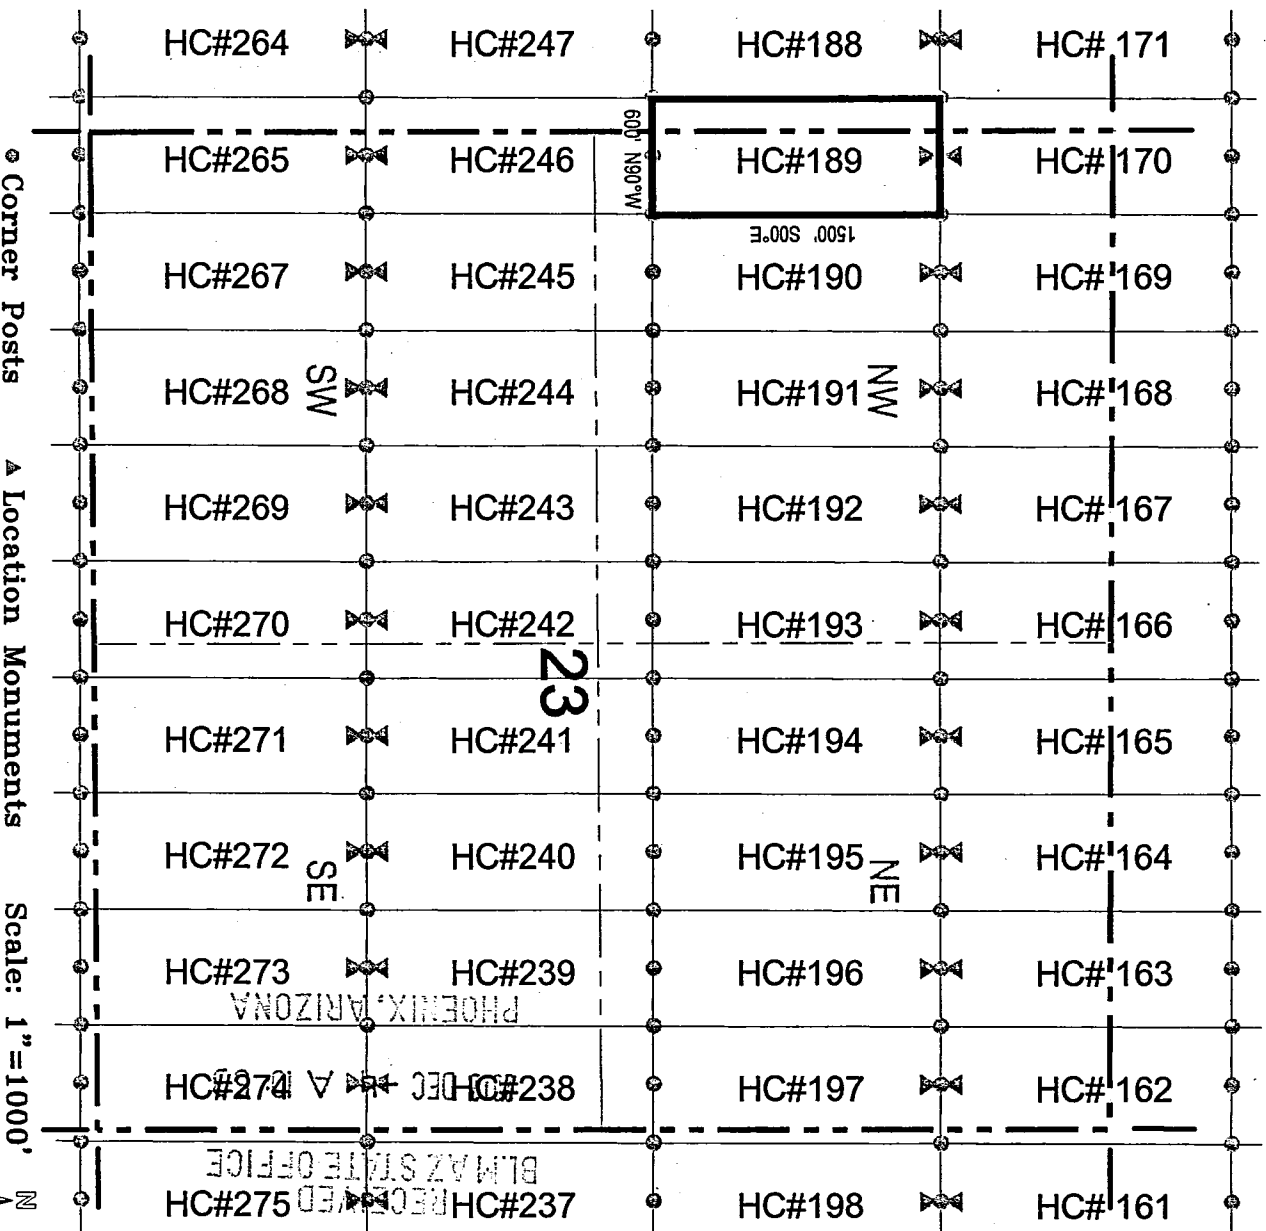 HC#264 HC#247 HC#188 HC# 171
HC#265 HC#246 HC#189 HC# 170
600' N90°W
1500' S00°E
HC#267 HC#245 HC#190 HC# 169
HC#268 HC#244 HC#191 HC# 168
SW
NW
HC#269 HC#243 HC#192 HC# 167
HC#270 HC#242 HC#193 HC# 166
23
HC#271 HC#241 HC#194 HC# 165
HC#272 HC#240 HC#195 HC# 164
SE
NE
HC#273 HC#239 HC#196 HC# 163
PHOENIX, ARIZONA
HC#274 HC#238 HC#197 HC# 162
DEC
A
BLM AZ STATE OFFICE
RECEIVED
HC#275 HC#237 HC#198 HC# 161
Corner Posts Location Monuments Scale: 1"=1000'
N